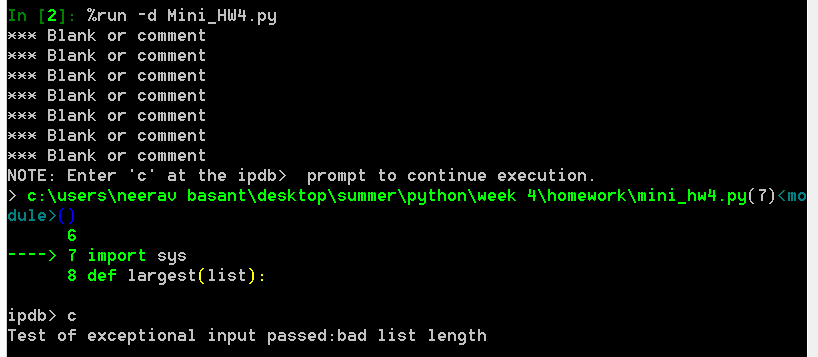 In [2]: %run -d Mini_HW4.py
*** Blank or comment
*** Blank or comment
*** Blank or comment
*** Blank or comment
*** Blank or comment
*** Blank or comment
*** Blank or comment
NOTE: Enter 'c' at the ipdb>  prompt to continue execution.
> c:\users\neerav basant\desktop\summer\python\week 4\homework\mini_hw4.py(7)<mo
dule>()
      6
----> 7 import sys
      8 def largest(list):
ipdb> c
Test of exceptional input passed:bad list length